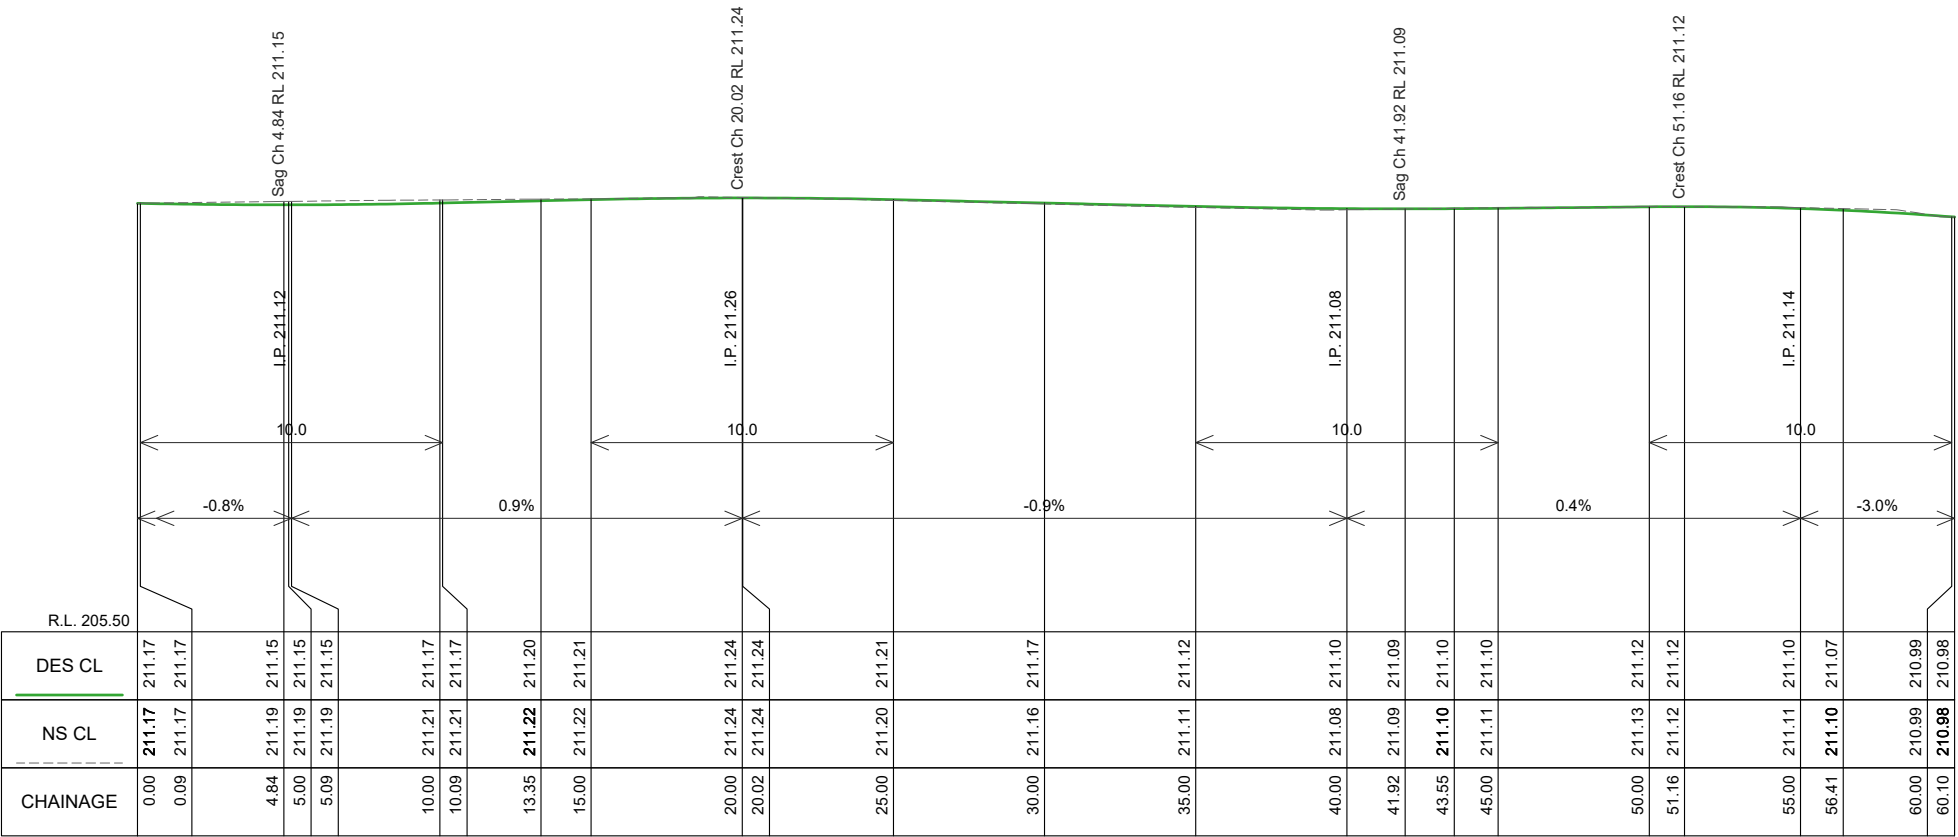 Sag Ch 4.84 RL 211.15
Crest Ch 20.02 RL 211.24
Sag Ch 41.92 RL 211.09
Crest Ch 51.16 RL 211.12
I.P. 211.12
I.P. 211.26
I.P. 211.08
I.P. 211.14
10.0
10.0
10.0
10.0
-0.8%
0.9%
-0.9%
0.4%
-3.0%
R.L. 205.50
DES CL 211.17 211.17 211.15 211.15 211.15 211.17 211.17 211.20 211.21 211.24 211.24 211.21 211.17 211.12 211.10 211.09 211.10 211.10 211.12 211.12 211.10 211.07 210.99 210.98
NS CL 211.17 211.17 211.19 211.19 211.19 211.21 211.21 211.22 211.22 211.24 211.24 211.20 211.16 211.11 211.08 211.09 211.10 211.11 211.13 211.12 211.11 211.10 210.99 210.98
CHAINAGE 0.00 0.09 4.84 5.00 5.09 10.00 10.09 13.35 15.00 20.00 20.02 25.00 30.00 35.00 40.00 41.92 43.55 45.00 50.00 51.16 55.00 56.41 60.00 60.10